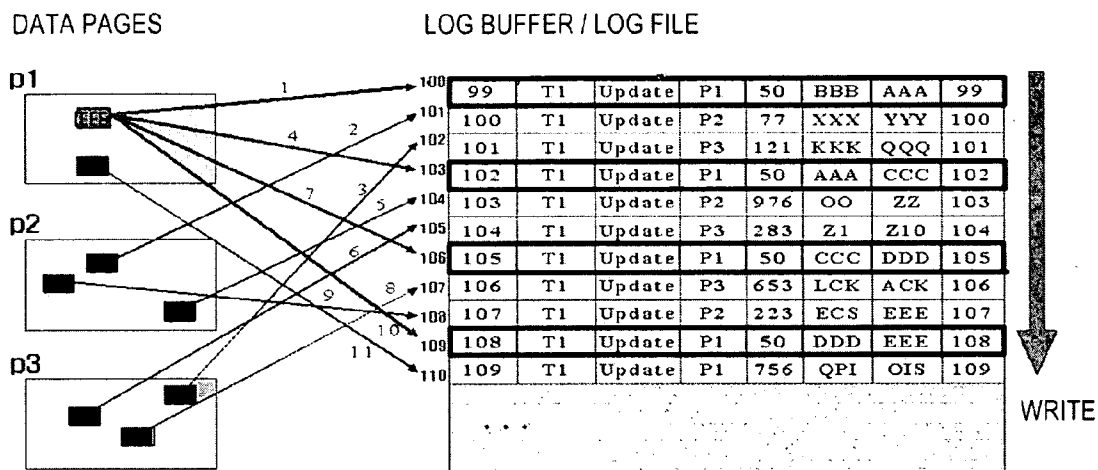 DATA PAGES
LOG BUFFER / LOG FILE
p1
EEE
p2
p3
1
2
4
3
7
5
6
8
9
10
11
100 99 T1 Update P1 50 BBB AAA 99
101 100 T1 Update P2 77 XXX YYY 100
102 101 T1 Update P3 121 KKK QQQ 101
103 102 T1 Update P1 50 AAA CCC 102
104 103 T1 Update P2 976 OO ZZ 103
105 104 T1 Update P3 283 Z1 Z10 104
106 105 T1 Update P1 50 CCC DDD 105
107 106 T1 Update P3 653 LCK ACK 106
108 107 T1 Update P2 223 ECS EEE 107
109 108 T1 Update P1 50 DDD EEE 108
110 109 T1 Update P1 756 QPI OIS 109
...
WRITE